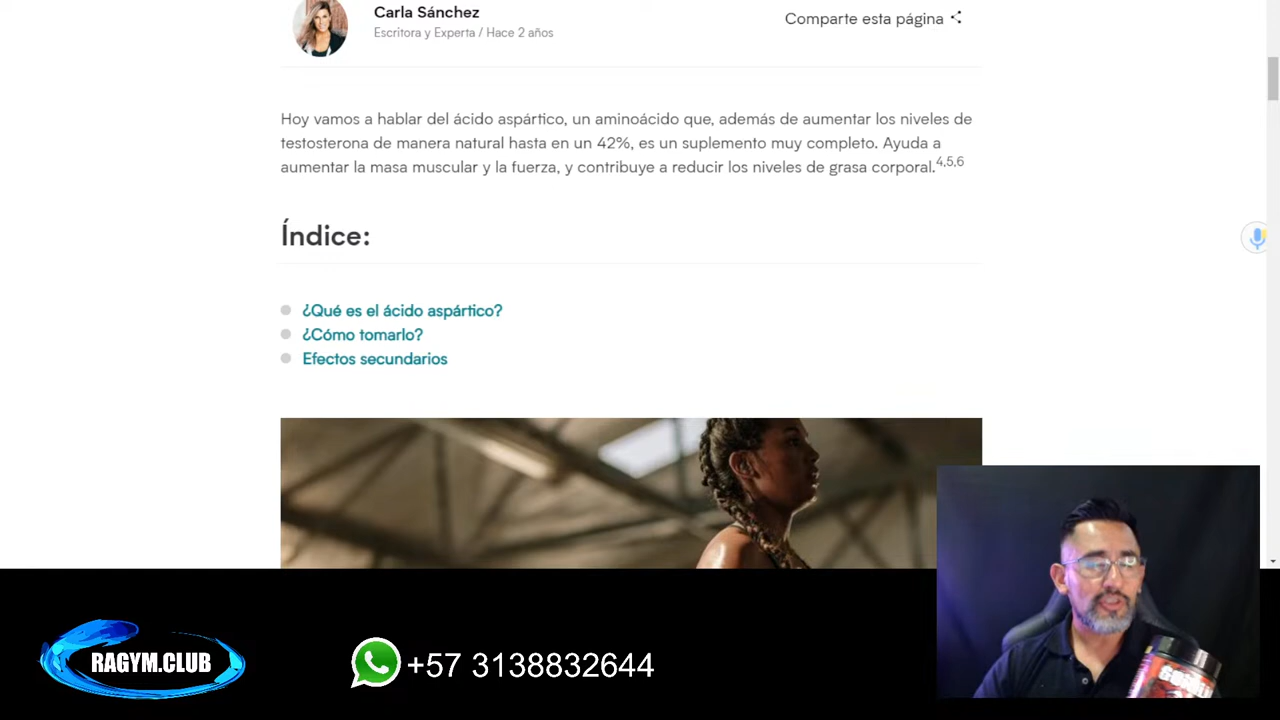 Carla Sánchez
Escritora y Experta / Hace 2 años
Comparte esta página
Hoy vamos a hablar del ácido aspártico, un aminoácido que, además de aumentar los niveles de
testosterona de manera natural hasta en un 42%, es un suplemento muy completo. Ayuda a
aumentar la masa muscular y la fuerza, y contribuye a reducir los niveles de grasa corporal.4,5,6
Índice:
¿Qué es el ácido aspártico?
¿Cómo tomarlo?
Efectos secundarios
RAGYM.CLUB
+57 3138832644